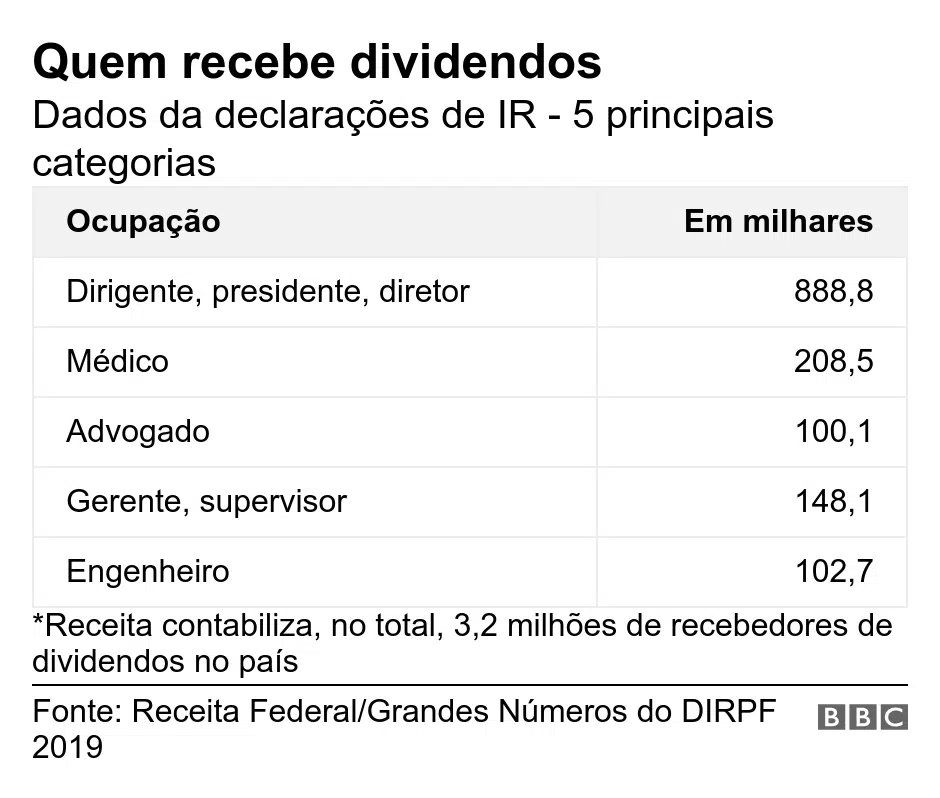 Quem recebe dividendos
Dados da declarações de IR - 5 principais
categorias
Ocupação Em milhares
Dirigente, presidente, diretor 888,8
Médico 208,5
Advogado 100,1
Gerente, supervisor 148,1
Engenheiro 102,7
*Receita contabiliza, no total, 3,2 milhões de recebedores de
dividendos no país
Fonte: Receita Federal/Grandes Números do DIRPF
2019
BBC